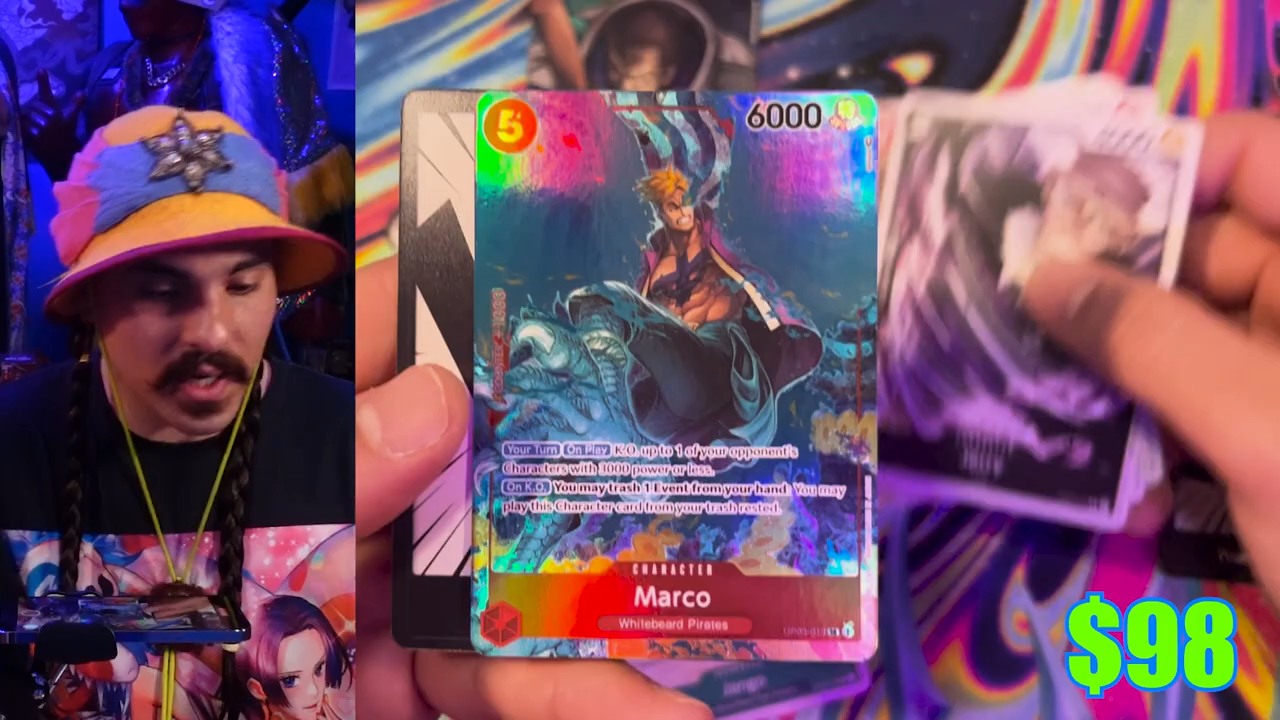 5
6000
Your Turn On Play K.O. up to 1 of your opponent's
Characters with 3000 power or less.
On K.O. You may trash 1 Event from your hand: You may
play this Character card from your trash rested.
CHARACTER
Marco
Whitebeard Pirates
$98